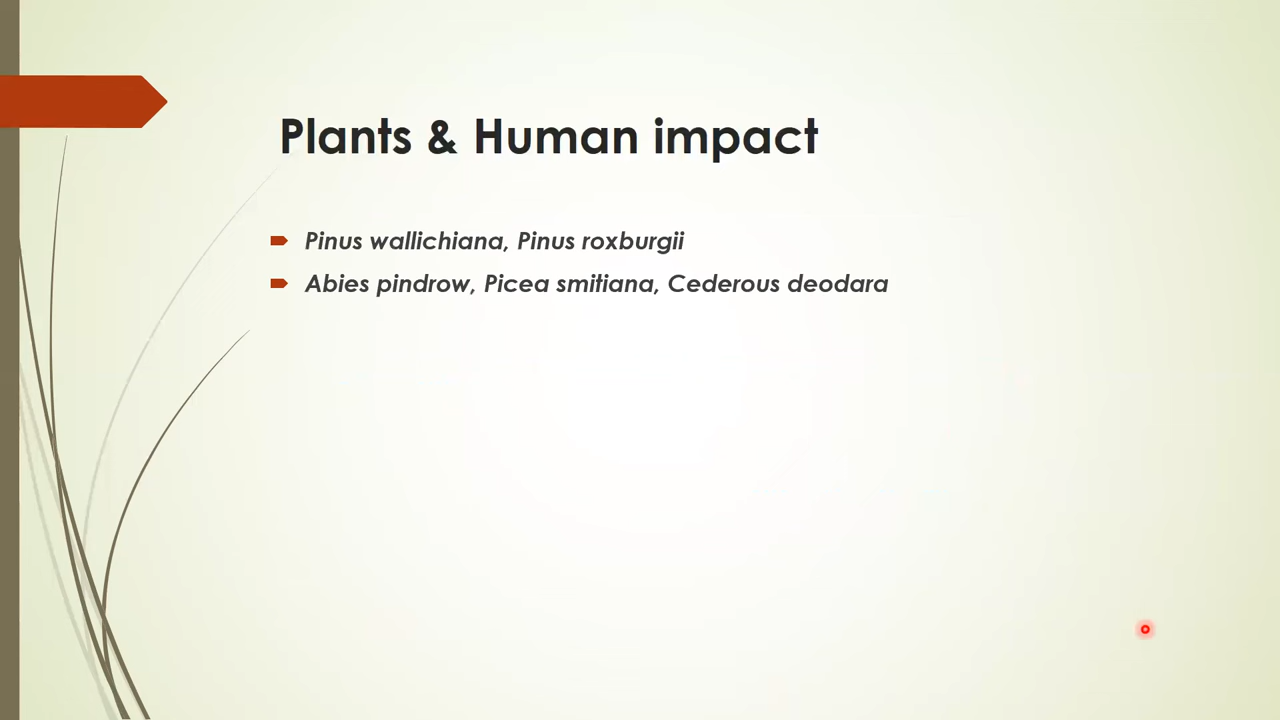 Plants & Human impact
Pinus wallichiana, Pinus roxburgii
Abies pindrow, Picea smitiana, Cederous deodara